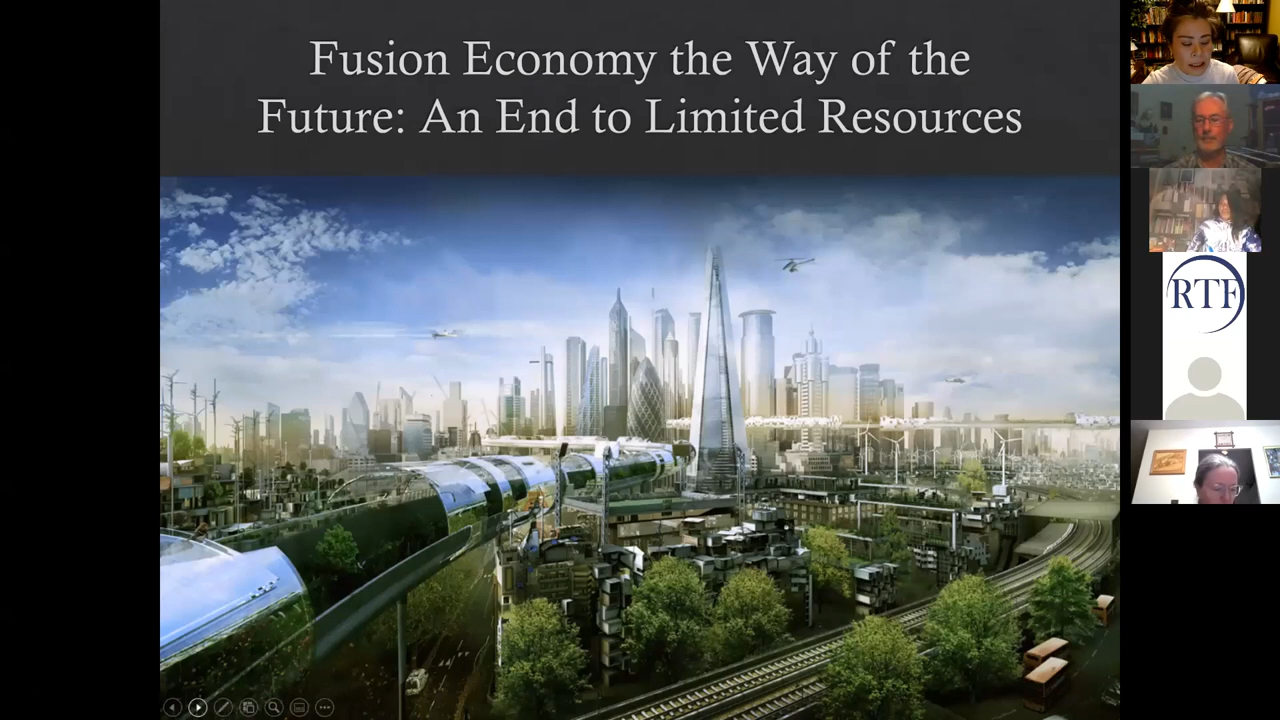 Fusion Economy the Way of the
Future: An End to Limited Resources
RTF